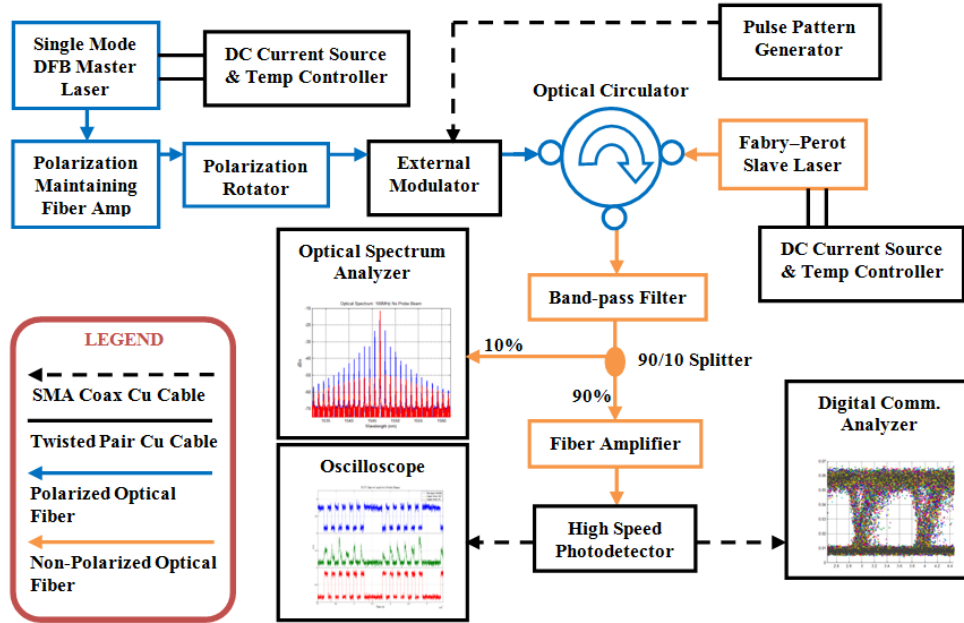 Single Mode
DFB Master
Laser
DC Current Source
& Temp Controller
Pulse Pattern
Generator
Optical Circulator
Polarization
Maintaining
Fiber Amp
Polarization
Rotator
External
Modulator
Fabry–Perot
Slave Laser
DC Current Source
& Temp Controller
Optical Spectrum
Analyzer
Band-pass Filter
10%
90/10 Splitter
90%
Fiber Amplifier
Digital Comm.
Analyzer
Oscilloscope
High Speed
Photodetector
LEGEND
SMA Coax Cu Cable
Twisted Pair Cu Cable
Polarized Optical
Fiber
Non-Polarized Optical
Fiber